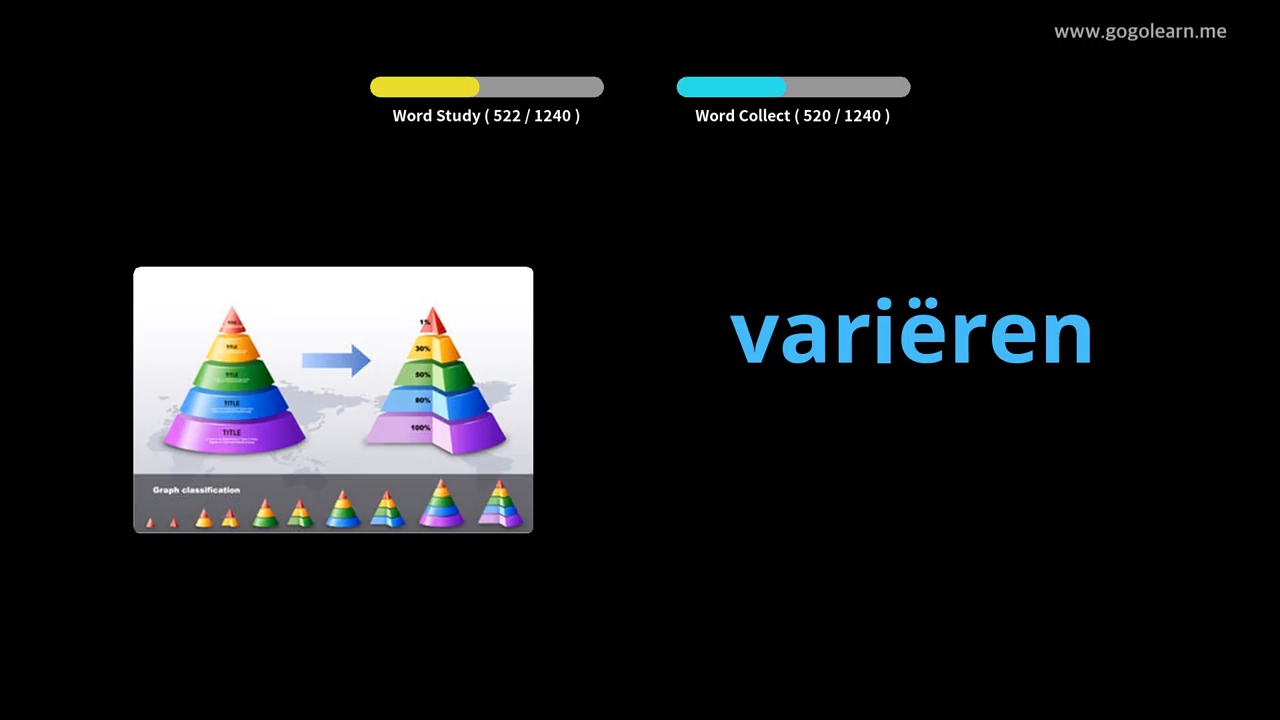 www.gogolearn.me
Word Study ( 522 / 1240 )
Word Collect ( 520 / 1240 )
variëren
TITLE
TITLE
TITLE
TITLE
1%
30%
50%
80%
100%
Graph classification